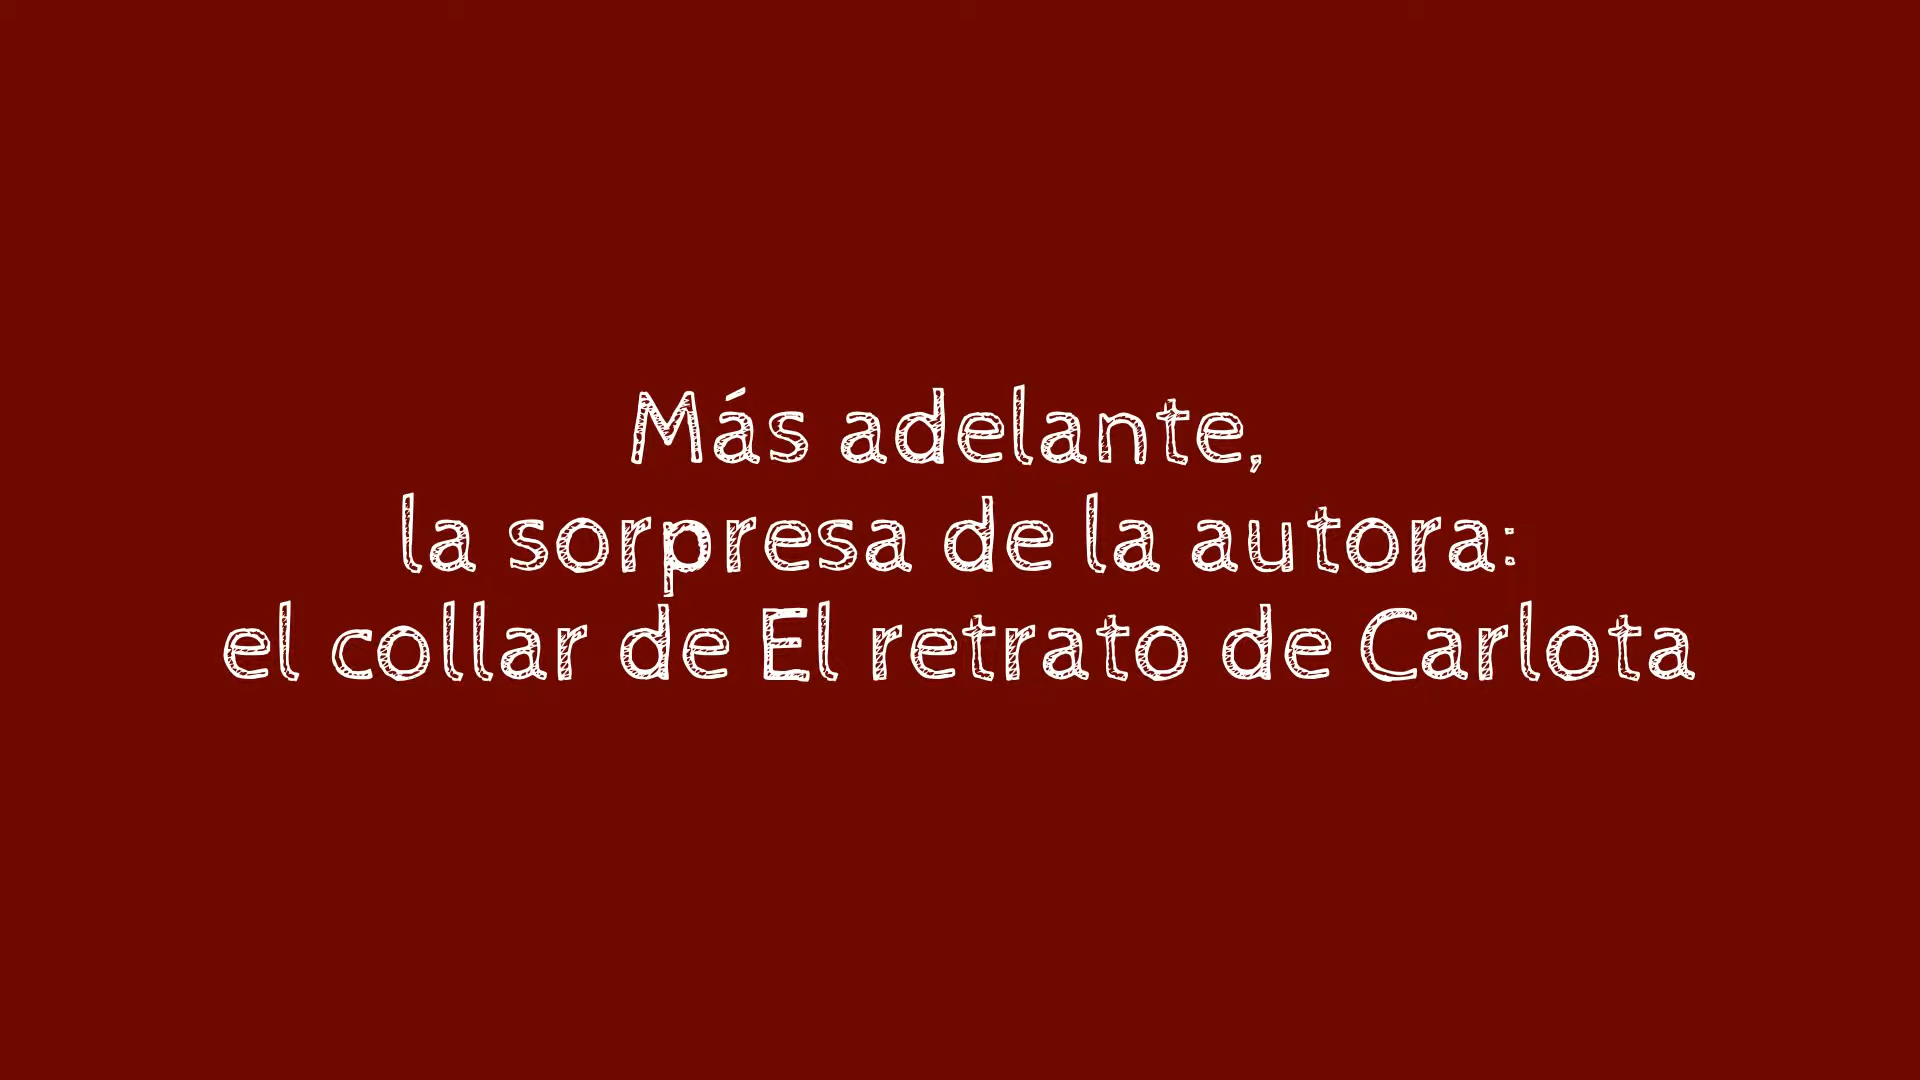 Más adelante,
la sorpresa de la autora:
el collar de El retrato de Carlota